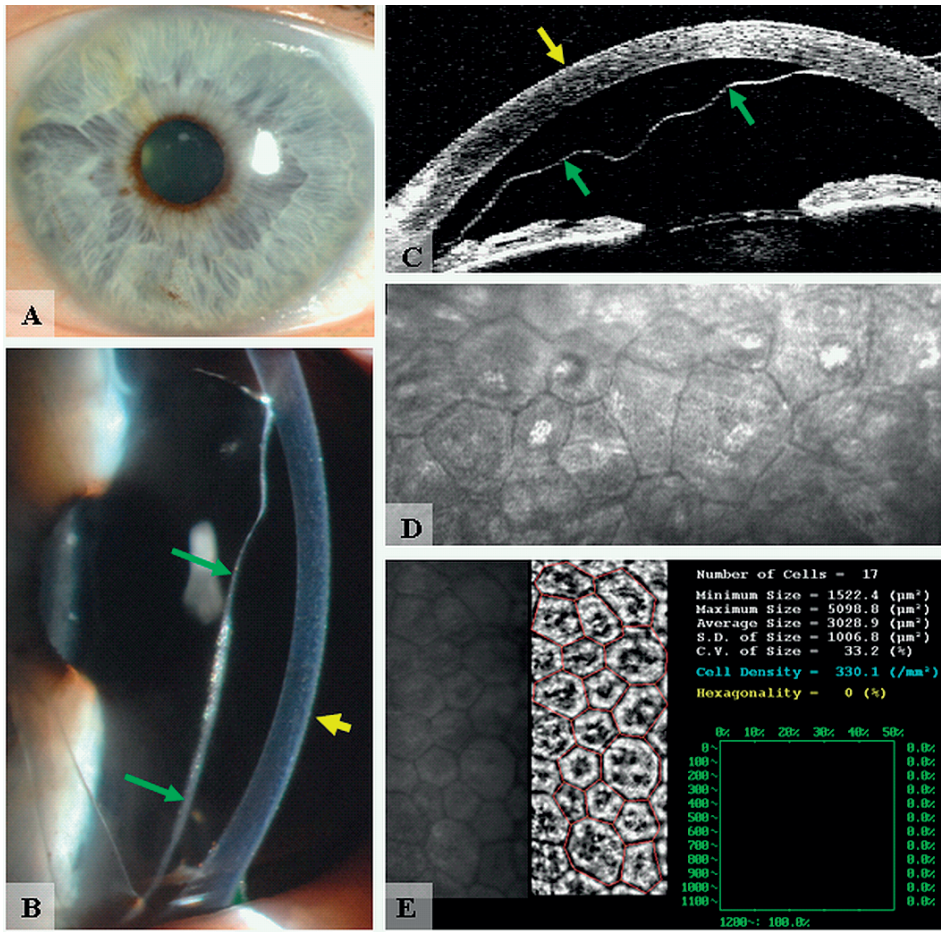 A
B
C
D
E
Number of Cells = 17
Minimum Size = 1522.4 (µm²)
Maximum Size = 5098.8 (µm²)
Average Size = 3028.9 (µm²)
S.D. of Size = 1006.8 (µm²)
C.V. of Size = 33.2 (%)
Cell Density = 330.1 (/mm²)
Hexagonality = 0 (%)
0% 10% 20% 30% 40% 50%
0~ 0.0%
100~ 0.0%
200~ 0.0%
300~ 0.0%
400~ 0.0%
500~ 0.0%
600~ 0.0%
700~ 0.0%
800~ 0.0%
900~ 0.0%
1000~ 0.0%
1100~ 0.0%
1200~: 100.0%